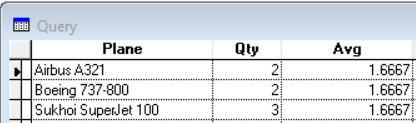 Query
Plane Qty Avg
Airbus A321 2 1.6667
Boeing 737-800 2 1.6667
Sukhoi SuperJet 100 3 1.6667